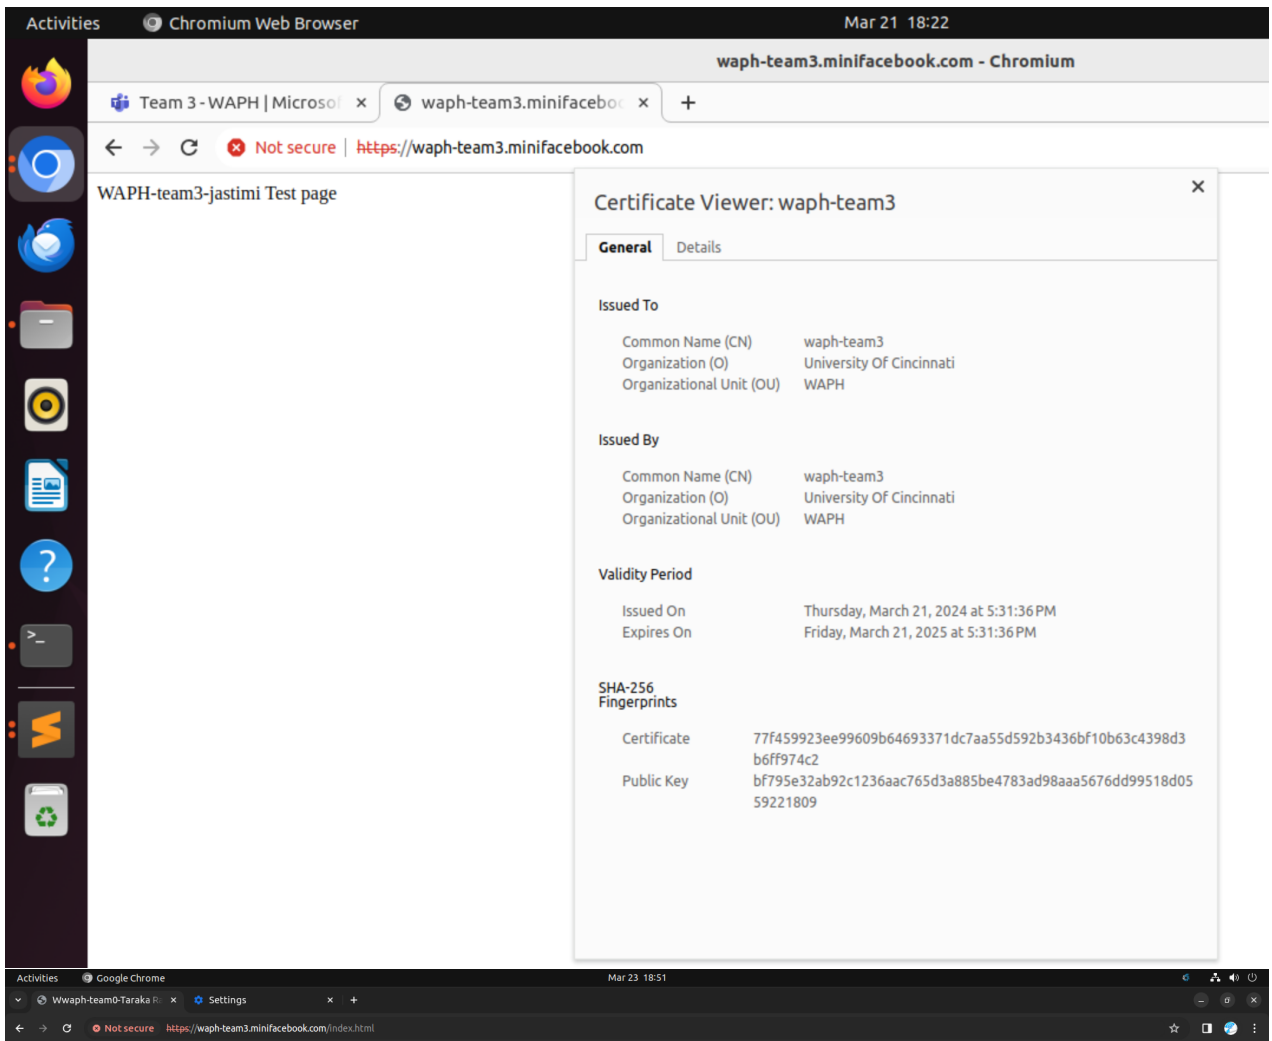 Activities Chromium Web Browser Mar 21 18:22
waph-team3.minifacebook.com - Chromium
Team 3 - WAPH | Microsof × waph-team3.minifaceboo × +
Not secure | https://waph-team3.minifacebook.com
WAPH-team3-jastimi Test page
Certificate Viewer: waph-team3
General Details
Issued To
Common Name (CN) waph-team3
Organization (O) University Of Cincinnati
Organizational Unit (OU) WAPH
Issued By
Common Name (CN) waph-team3
Organization (O) University Of Cincinnati
Organizational Unit (OU) WAPH
Validity Period
Issued On Thursday, March 21, 2024 at 5:31:36 PM
Expires On Friday, March 21, 2025 at 5:31:36 PM
SHA-256
Fingerprints
Certificate 77f459923ee99609b64693371dc7aa55d592b3436bf10b63c4398d3
b6ff974c2
Public Key bf795e32ab92c1236aac765d3a885be4783ad98aaa5676dd99518d05
59221809
Activities Google Chrome Mar 23 18:51
Wwaph-team0-Taraka R × Settings × +
Not secure https://waph-team3.minifacebook.com/index.html